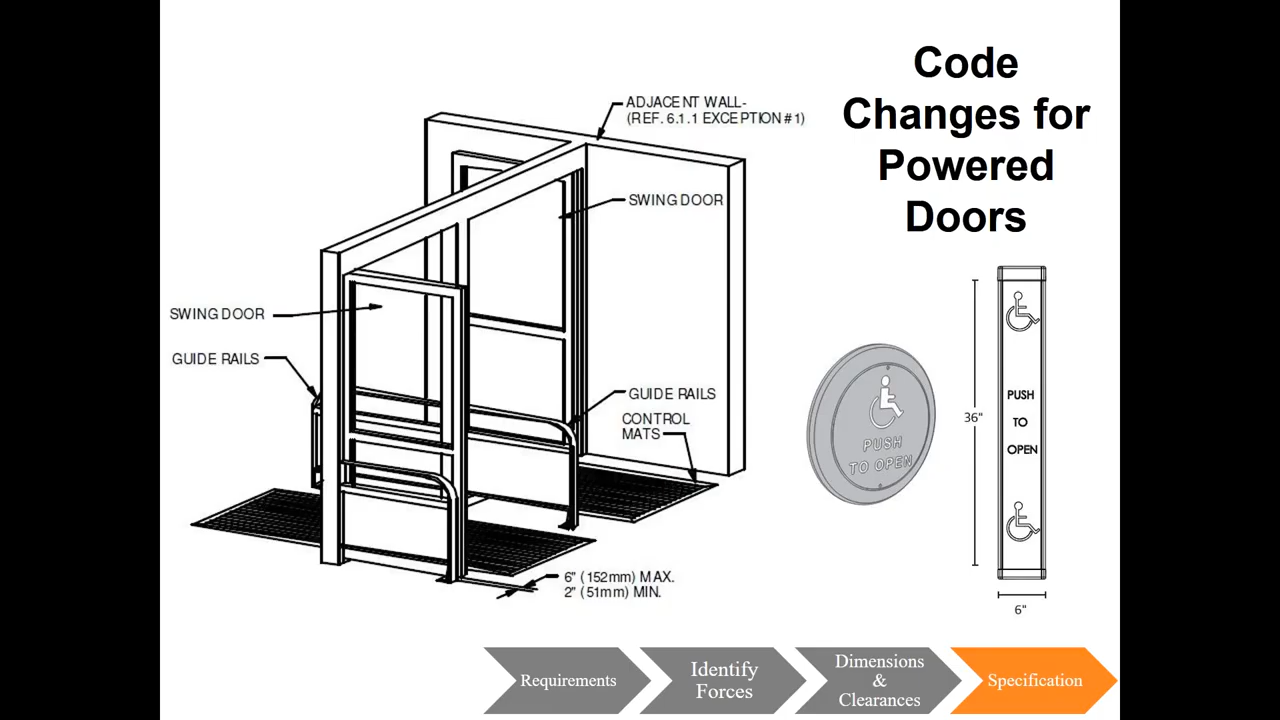 Code
Changes for
Powered
Doors
ADJACENT WALL-
(REF. 6.1.1 EXCEPTION #1)
SWING DOOR
SWING DOOR
GUIDE RAILS
GUIDE RAILS
CONTROL
MATS
6" (152mm) MAX.
2" (51mm) MIN.
PUSH
TO OPEN
36"
PUSH
TO
OPEN
6"
Requirements
Identify
Forces
Dimensions
&
Clearances
Specification